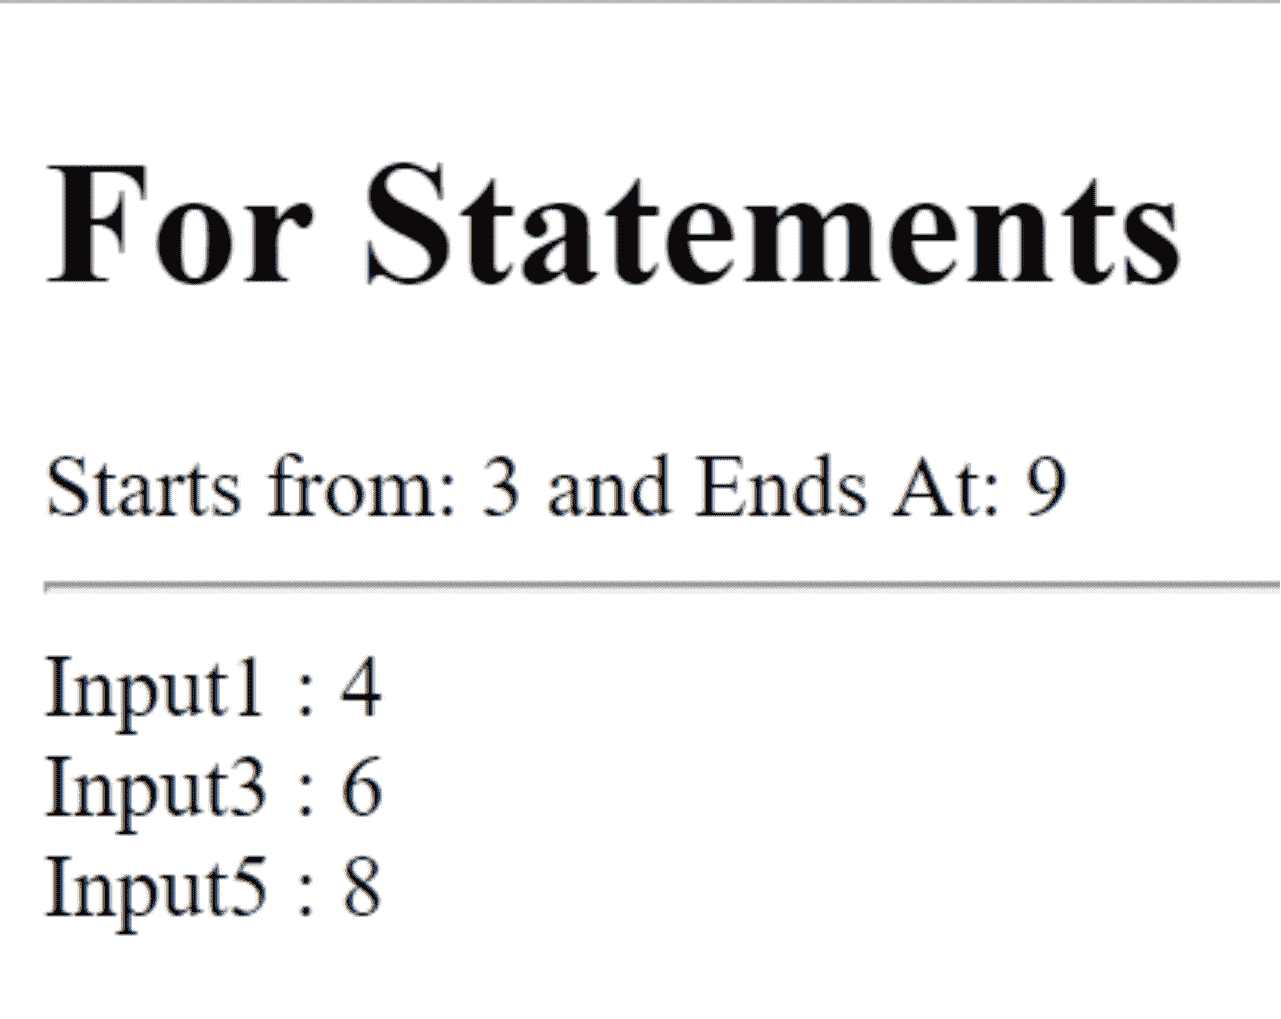 For Statements
Starts from: 3 and Ends At: 9
Input1 : 4
Input3 : 6
Input5 : 8